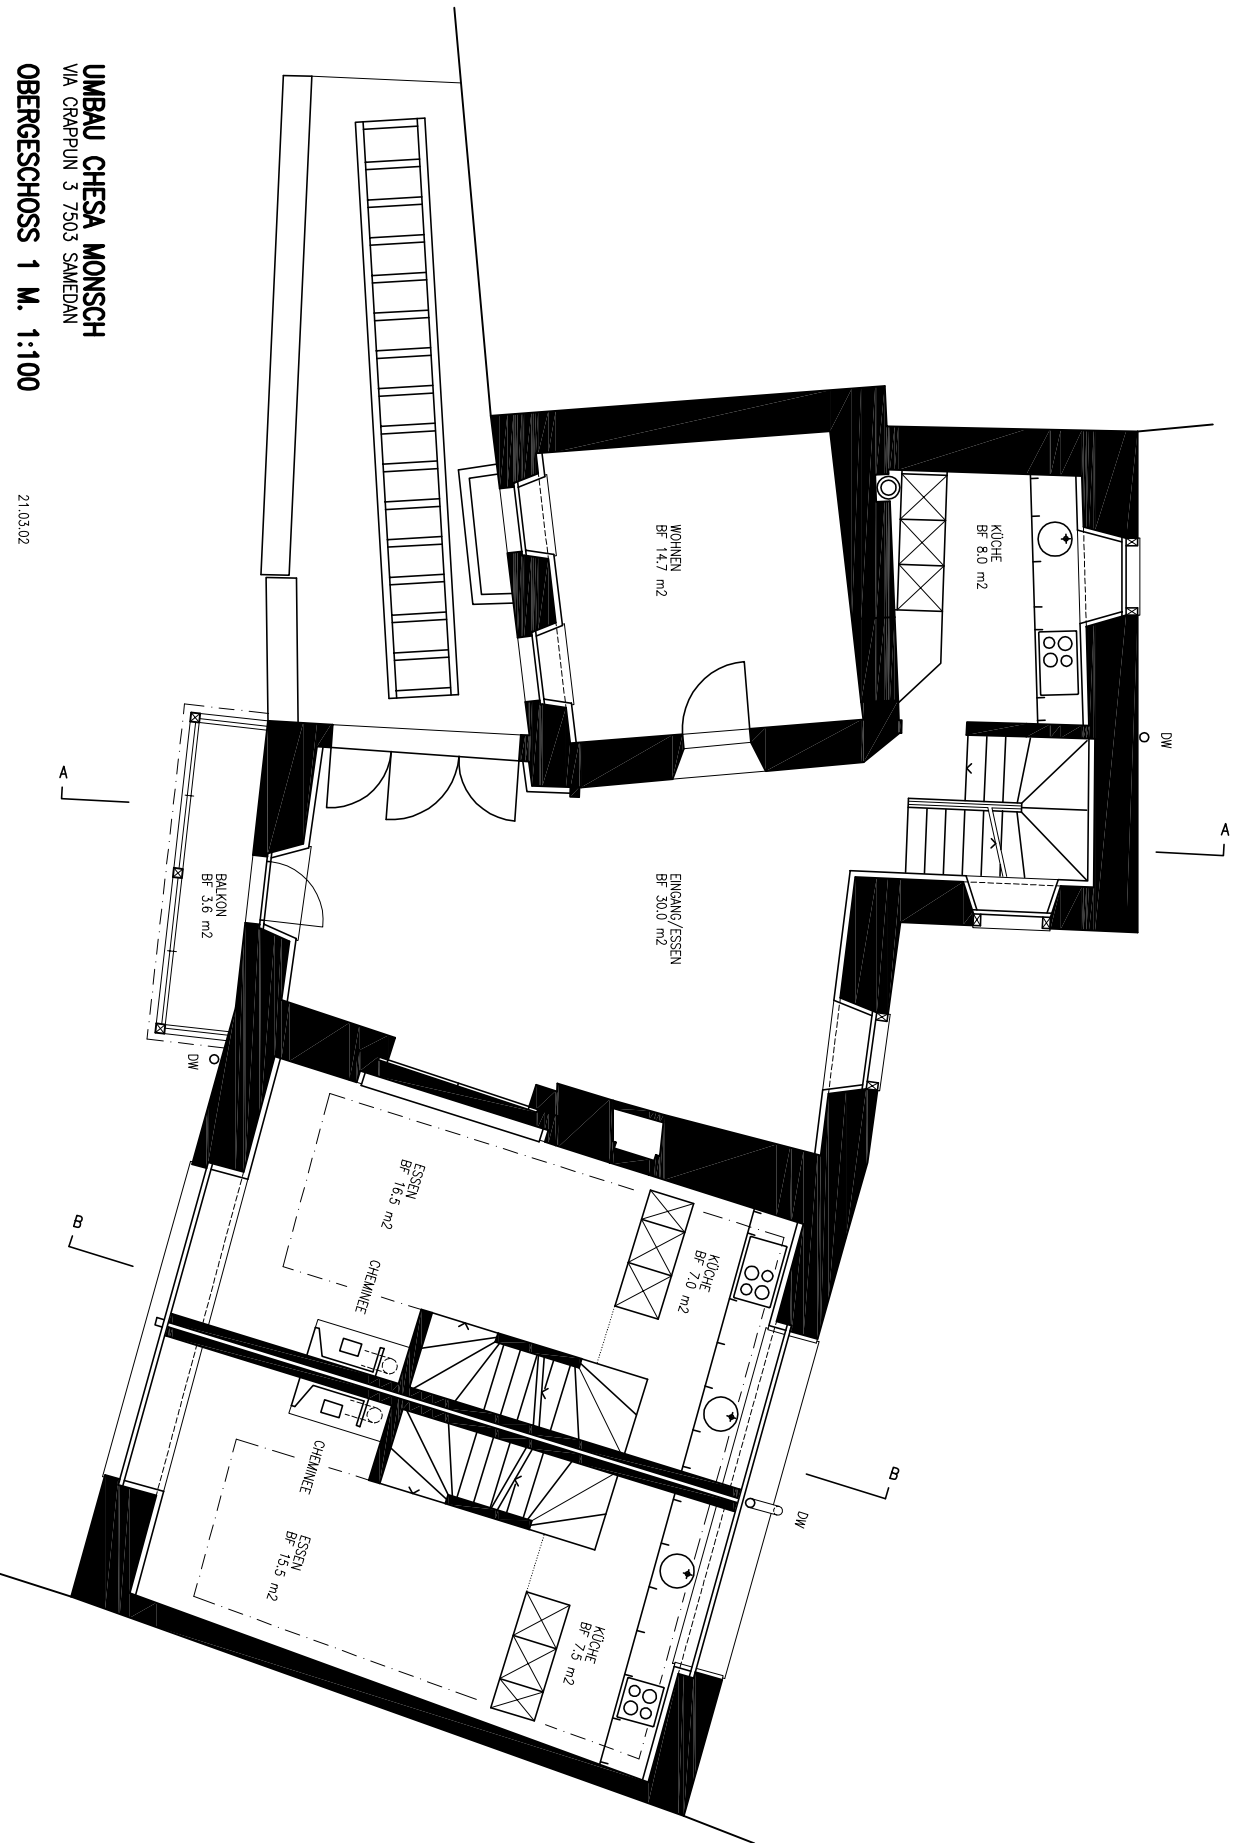 UMBAU CHESA MONSCH
VIA CRAPPUN 3 7503 SAMEDAN
OBERGESCHOSS 1 M. 1:100
21.03.02
WOHNEN
BF 14.7 m2
KÜCHE
BF 8.0 m2
DW
A
A
EINGANG/ESSEN
BF 30.0 m2
BALKON
BF 3.6 m2
DW
ESSEN
BF 16.5 m2
KÜCHE
BF 7.0 m2
CHEMINEE
B
B
DW
CHEMINEE
ESSEN
BF 15.5 m2
KÜCHE
BF 7.5 m2